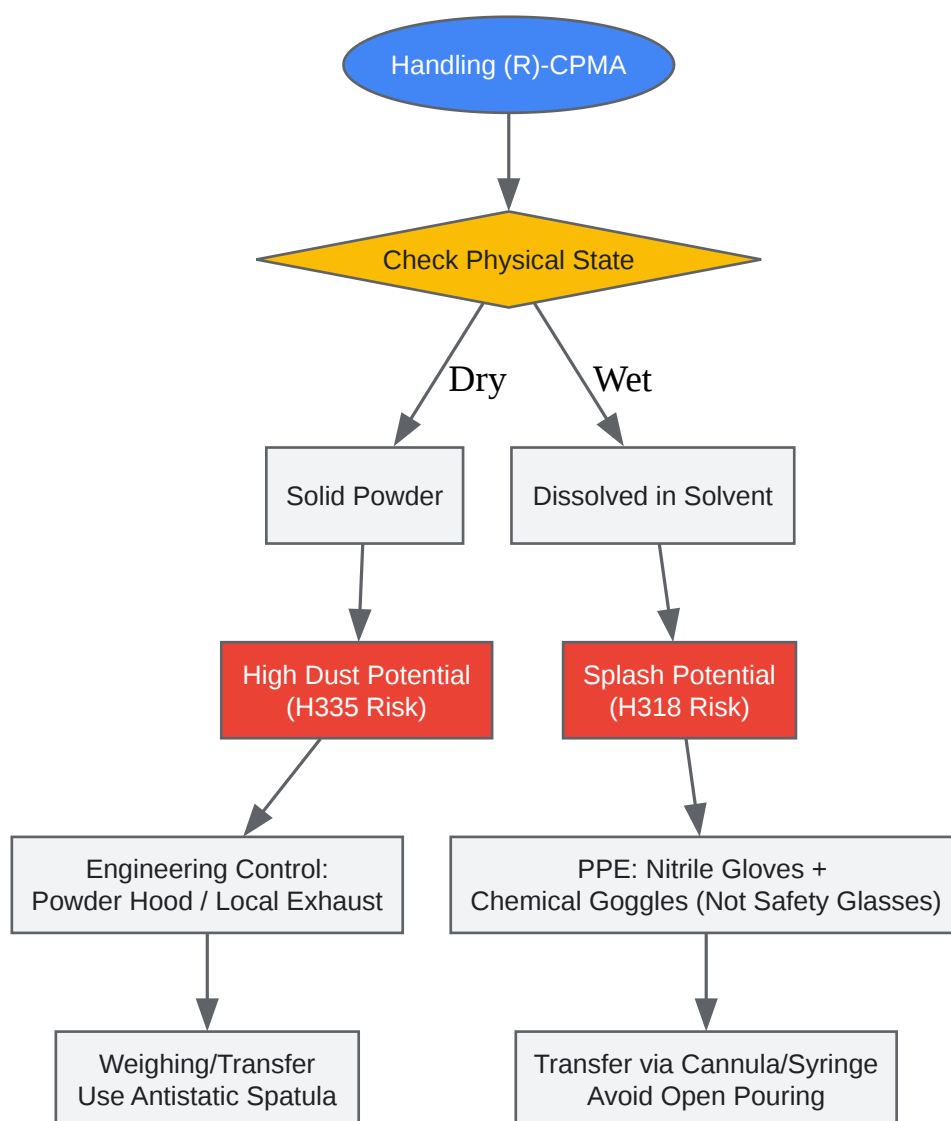 Handling (R)-CPMA
Check Physical State
Dry
Wet
Solid Powder
Dissolved in Solvent
High Dust Potential
(H335 Risk)
Splash Potential
(H318 Risk)
Engineering Control:
Powder Hood / Local Exhaust
PPE: Nitrile Gloves +
Chemical Goggles (Not Safety Glasses)
Weighing/Transfer
Use Antistatic Spatula
Transfer via Cannula/Syringe
Avoid Open Pouring